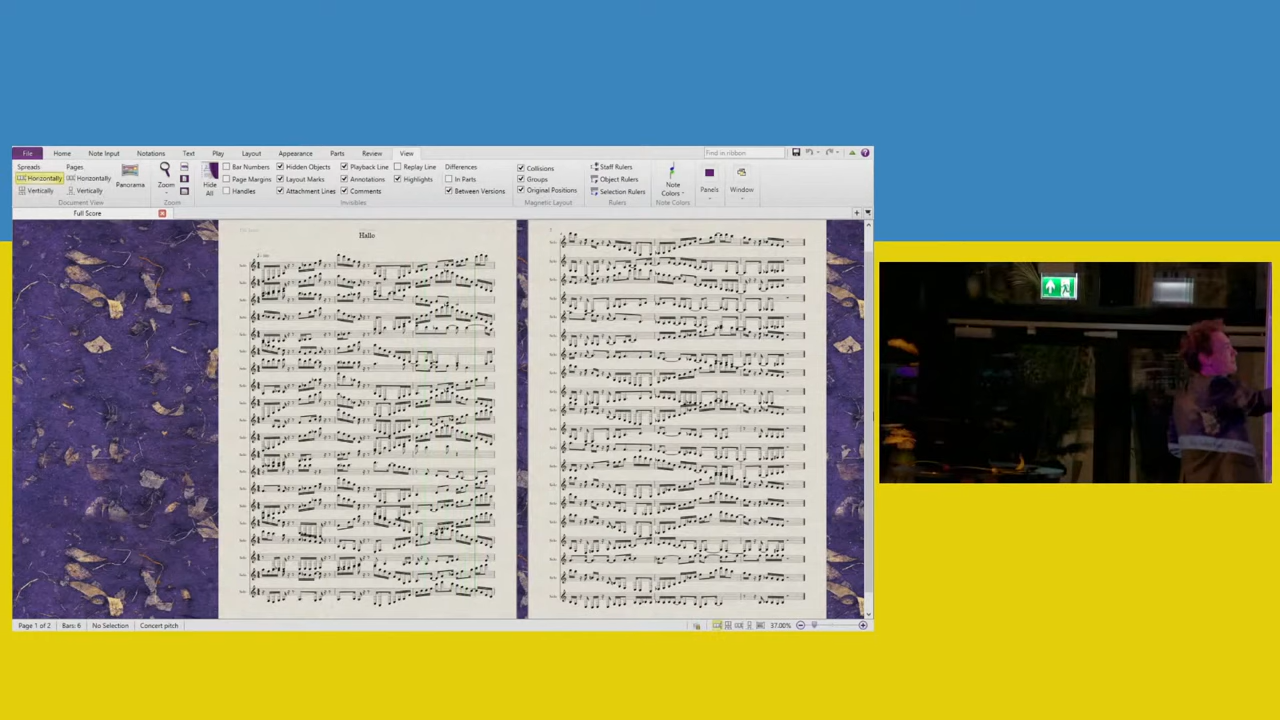 File Home Note Input Notations Text Play Layout Appearance Parts Review View Find in ribbon
Spreads Pages Bar Numbers Hidden Objects Playback Line Replay Line Differences Collisions Staff Rulers
Horizontally Horizontally Page Margins Layout Marks Annotations Highlights In Parts Groups Object Rulers
Vertically Vertically Panorama Zoom Hide All Handles Attachment Lines Comments Between Versions Original Positions Selection Rulers Note Colors Panels Window
Document View Zoom Invisibles Magnetic Layout Rulers Note Colors
Full Score
Hallo
Page 1 of 2 Bars: 6 No Selection Concert pitch 37.00%